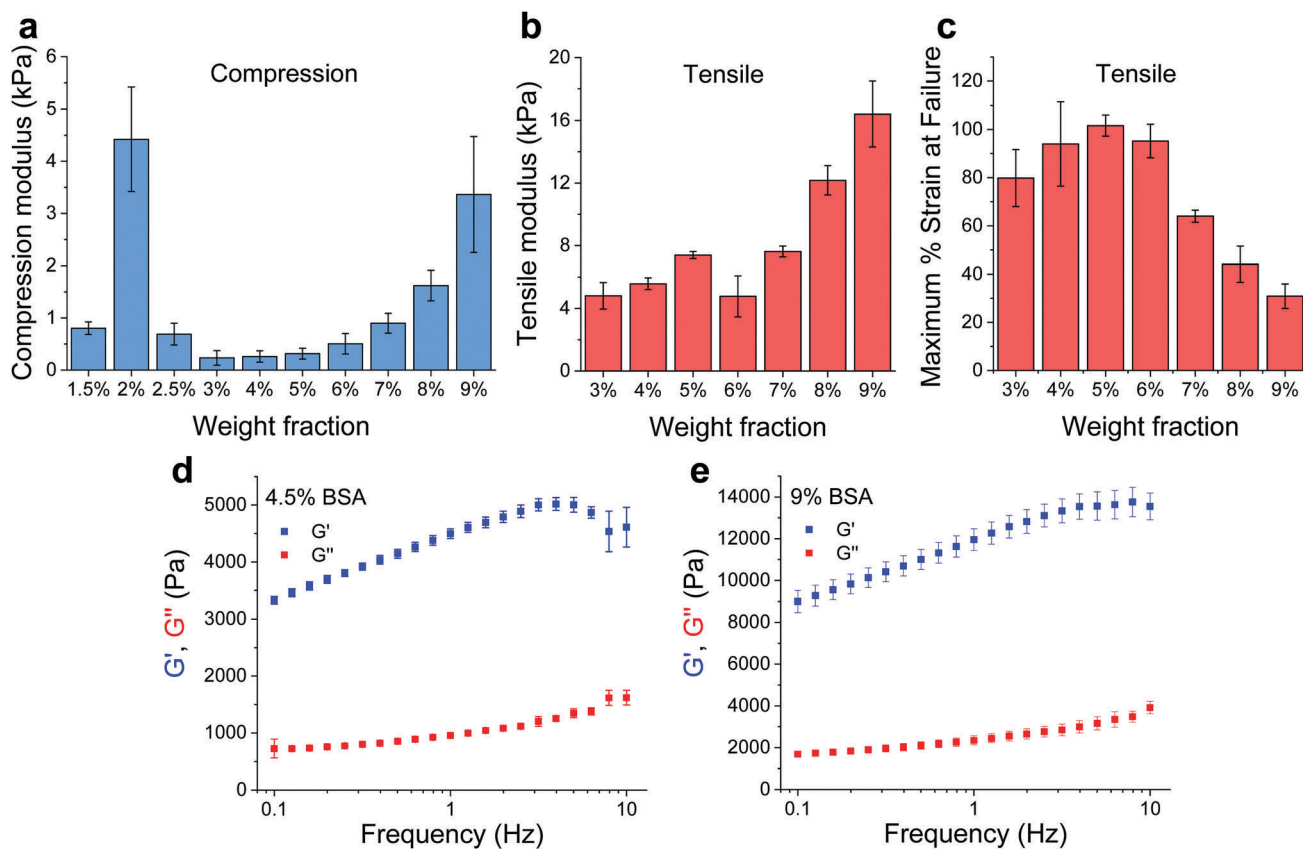 a
Compression
Compression modulus (kPa)
6
5
4
3
2
1
0
1.5% 2% 2.5% 3% 4% 5% 6% 7% 8% 9%
Weight fraction
b
Tensile
Tensile modulus (kPa)
20
16
12
8
4
0
3% 4% 5% 6% 7% 8% 9%
Weight fraction
c
Tensile
Maximum % Strain at Failure
120
100
80
60
40
20
0
3% 4% 5% 6% 7% 8% 9%
Weight fraction
d
4.5% BSA
G'
G"
G', G" (Pa)
5000
4000
3000
2000
1000
0
0.1 1 10
Frequency (Hz)
e
9% BSA
G'
G"
G', G" (Pa)
14000
12000
10000
8000
6000
4000
2000
0
0.1 1 10
Frequency (Hz)